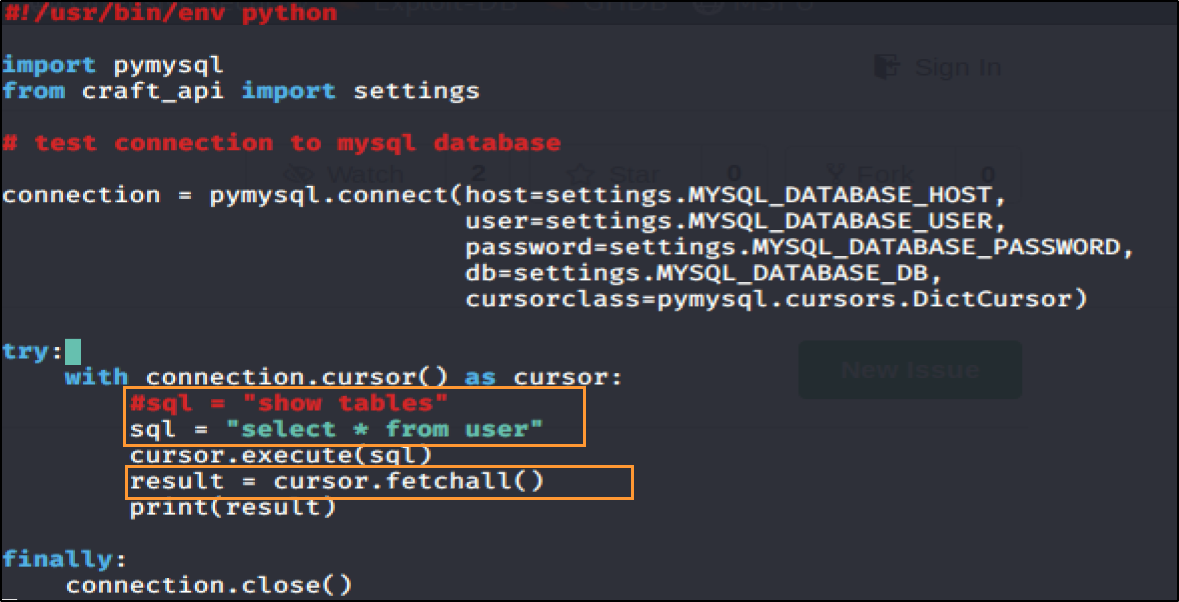 #!/usr/bin/env python
import pymysql
from craft_api import settings
Sign In
# test connection to mysql database
Watch 2 Star 0 Fork 0
connection = pymysql.connect(host=settings.MYSQL_DATABASE_HOST,
user=settings.MYSQL_DATABASE_USER,
password=settings.MYSQL_DATABASE_PASSWORD,
db=settings.MYSQL_DATABASE_DB,
cursorclass=pymysql.cursors.DictCursor)
try:
with connection.cursor() as cursor:
New Issue
#sql = "show tables"
sql = "select * from user"
cursor.execute(sql)
result = cursor.fetchall()
print(result)
finally:
connection.close()